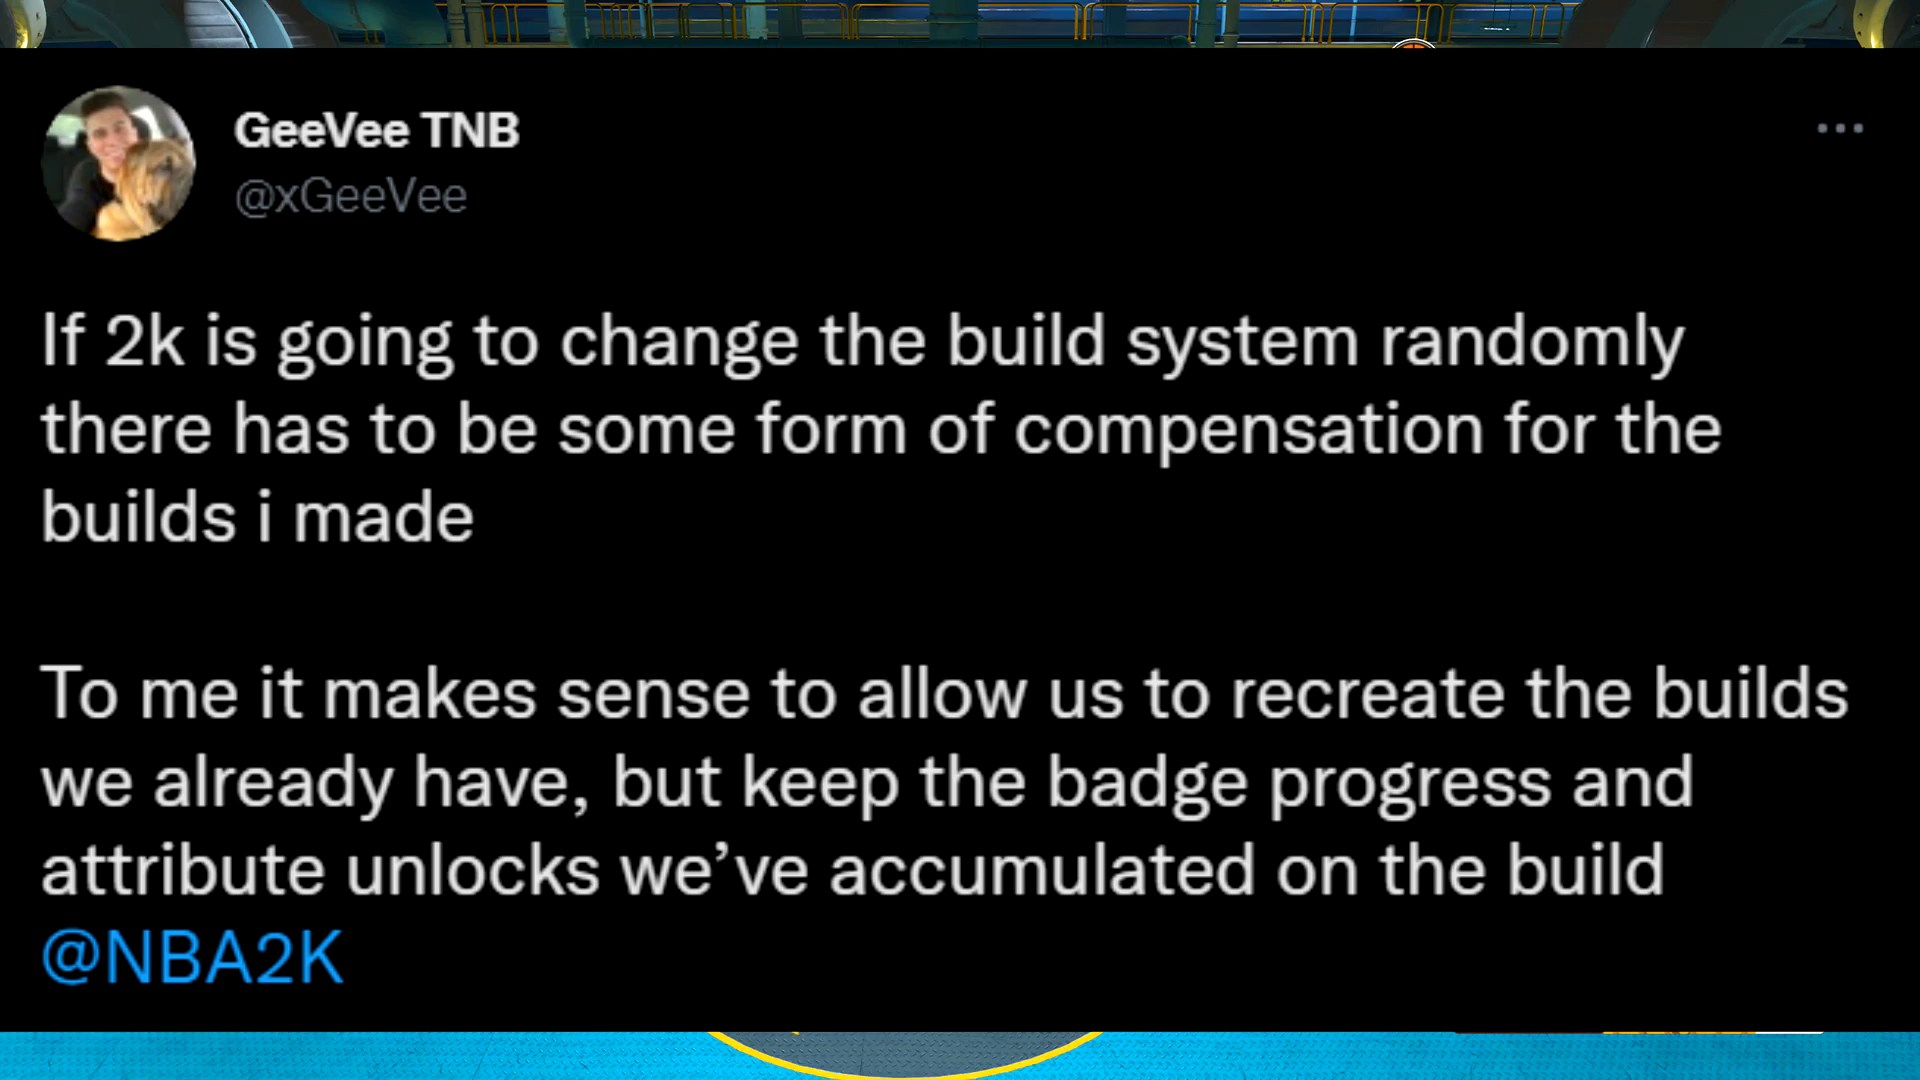 GeeVee TNB
@xGeeVee
If 2k is going to change the build system randomly
there has to be some form of compensation for the
builds i made
To me it makes sense to allow us to recreate the builds
we already have, but keep the badge progress and
attribute unlocks we’ve accumulated on the build
@NBA2K